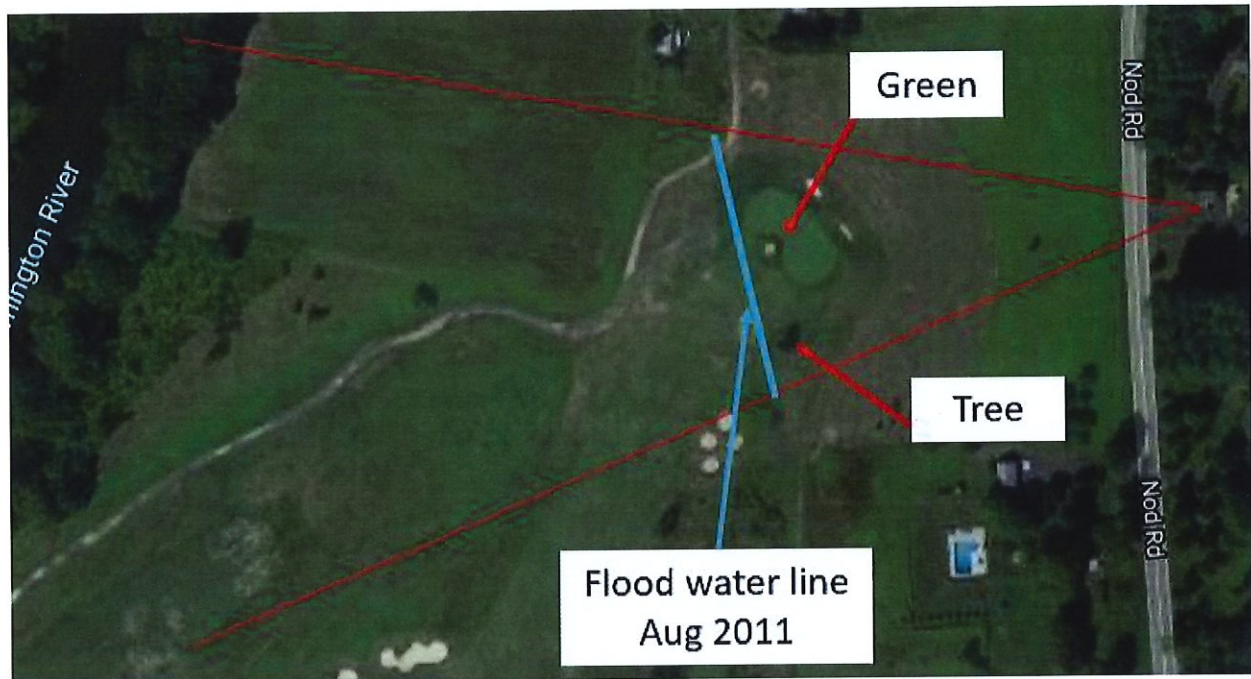 Green
Nod Rd
mington River
Tree
Nod Rd
Flood water line
Aug 2011